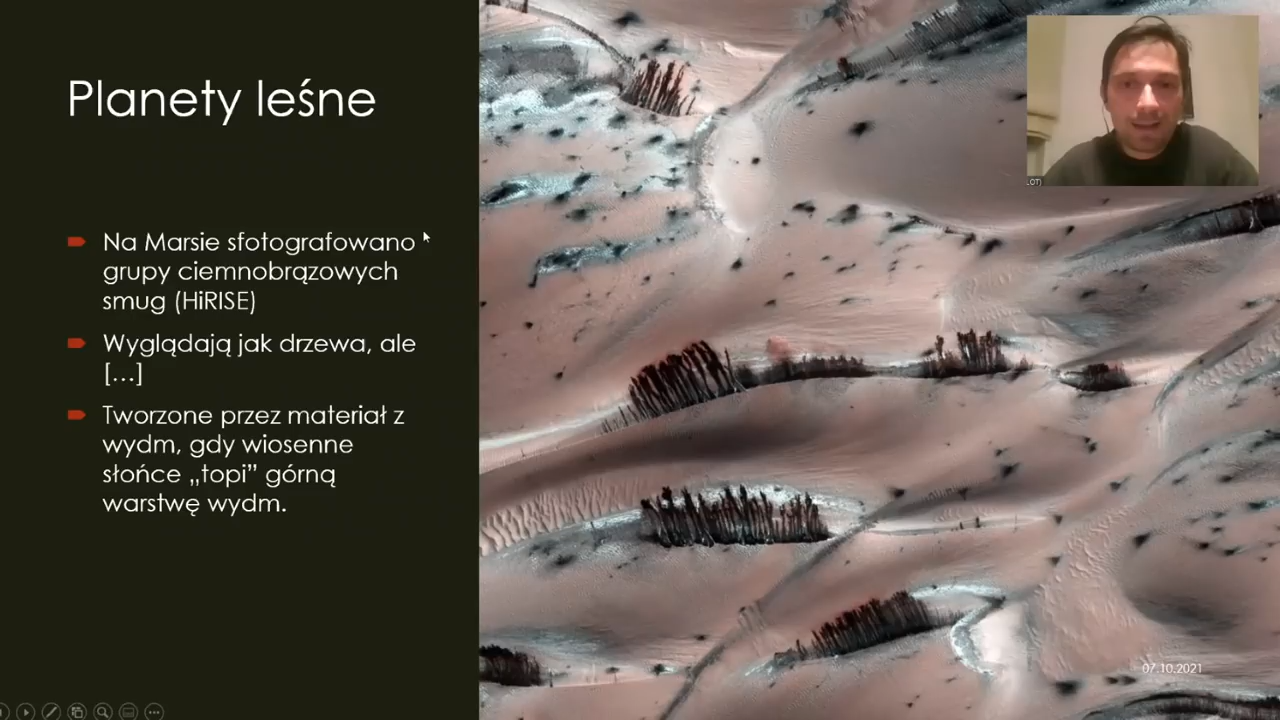 Planety leśne
Na Marsie sfotografowano
grupy ciemnobrązowych
smug (HiRISE)
Wyglądają jak drzewa, ale
[...]
Tworzone przez materiał z
wydm, gdy wiosenne
słońce „topi” górną
warstwę wydm.
07.10.2021